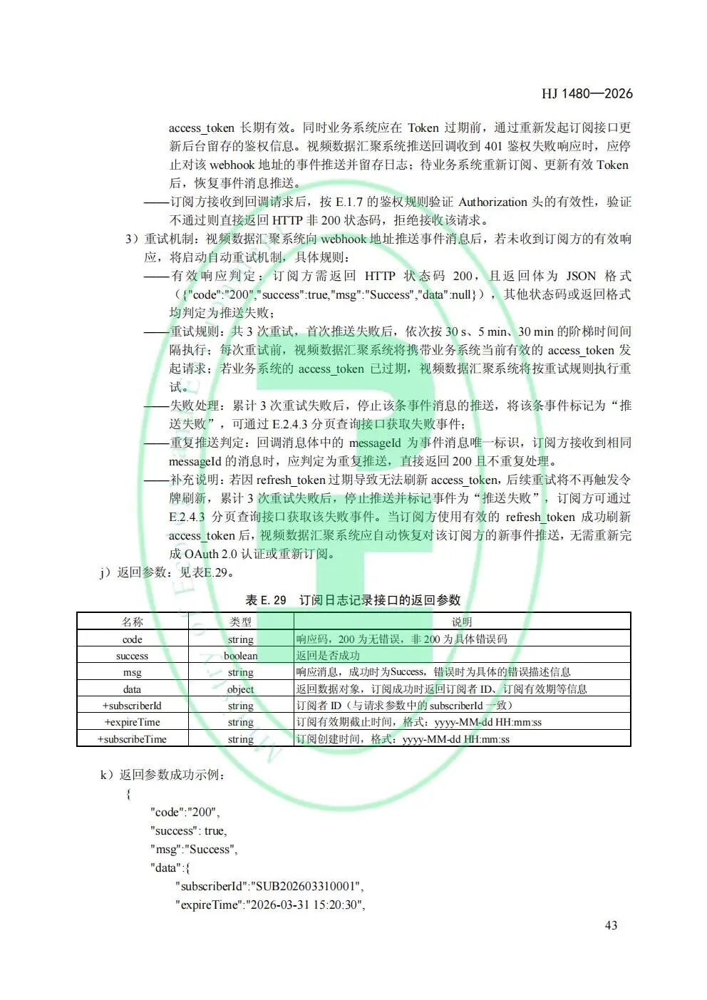 HJ 1480—2026
access_token 长期有效。同时业务系统应在 Token 过期前，通过重新发起订阅接口更
新后台留存的鉴权信息。视频数据汇聚系统推送回调收到 401 鉴权失败响应时，应停
止对该 webhook 地址的事件推送并留存日志；待业务系统重新订阅、更新有效 Token
后，恢复事件消息推送。
——订阅方接收到回调请求后，按 E.1.7 的鉴权规则验证 Authorization 头的有效性，验证
不通过则直接返回 HTTP 非 200 状态码，拒绝接收该请求。
3）重试机制：视频数据汇聚系统向 webhook 地址推送事件消息后，若未收到订阅方的有效响
应，将启动自动重试机制，具体规则：
——有效响应判定：订阅方需返回 HTTP 状态码 200，且返回体为 JSON 格式
（{"code":"200","success":true,"msg":"Success","data":null}），其他状态码或返回格式
均判定为推送失败；
——重试规则：共 3 次重试，首次推送失败后，依次按 30 s、5 min、30 min 的阶梯时间间
隔执行；每次重试前，视频数据汇聚系统将携带业务系统当前有效的 access_token 发
起请求；若业务系统的 access_token 已过期，视频数据汇聚系统将按重试规则执行重
试。
——失败处理：累计 3 次重试失败后，停止该条事件消息的推送，将该条事件标记为“推
送失败”，可通过 E.2.4.3 分页查询接口获取失败事件；
——重复推送判定：回调消息体中的 messageId 为事件消息唯一标识，订阅方接收到相同
messageId 的消息时，应判定为重复推送，直接返回 200 且不重复处理。
——补充说明：若因 refresh_token 过期导致无法刷新 access_token，后续重试将不再触发令
牌刷新，累计 3 次重试失败后，停止推送并标记事件为“推送失败”，订阅方可通过
E.2.4.3 分页查询接口获取该失败事件。当订阅方使用有效的 refresh_token 成功刷新
access_token 后，视频数据汇聚系统应自动恢复对该订阅方的新事件推送，无需重新完
成 OAuth 2.0 认证或重新订阅。
j）返回参数：见表E.29。
表 E.29 订阅日志记录接口的返回参数
名称 类型 说明
code string 响应码，200 为无错误，非 200 为具体错误码
success boolean 返回是否成功
msg string 响应消息，成功时为Success，错误时为具体的错误描述信息
data object 返回数据对象，订阅成功时返回订阅者 ID、订阅有效期等信息
+subscriberId string 订阅者 ID（与请求参数中的 subscriberId 一致）
+expireTime string 订阅有效期截止时间，格式：yyyy-MM-dd HH:mm:ss
+subscribeTime string 订阅创建时间，格式：yyyy-MM-dd HH:mm:ss
k）返回参数成功示例：
{
"code":"200",
"success": true,
"msg":"Success",
"data":{
"subscriberId":"SUB202603310001",
"expireTime":"2026-03-31 15:20:30",
43